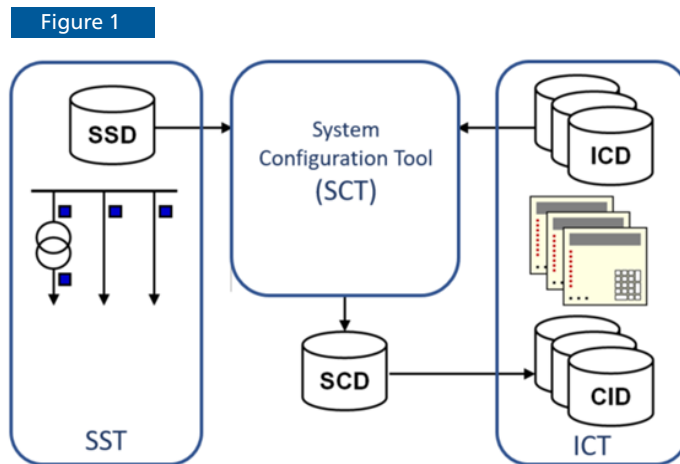 Figure 1
SSD
System
Configuration Tool
(SCT)
ICD
SCD
CID
SST
ICT